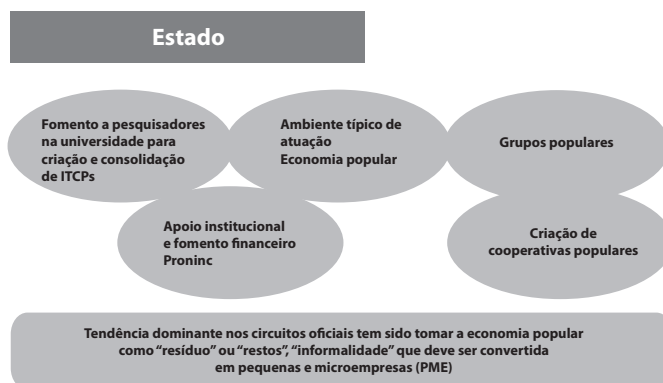 Estado
Fomento a pesquisadores
na universidade para
criação e consolidação
de ITCPs
Ambiente típico de
atuação
Economia popular
Grupos populares
Apoio institucional
e fomento financeiro
Proninc
Criação de
cooperativas populares
Tendência dominante nos circuitos oficiais tem sido tomar a economia popular
como “resíduo” ou “restos”, “informalidade” que deve ser convertida
em pequenas e microempresas (PME)